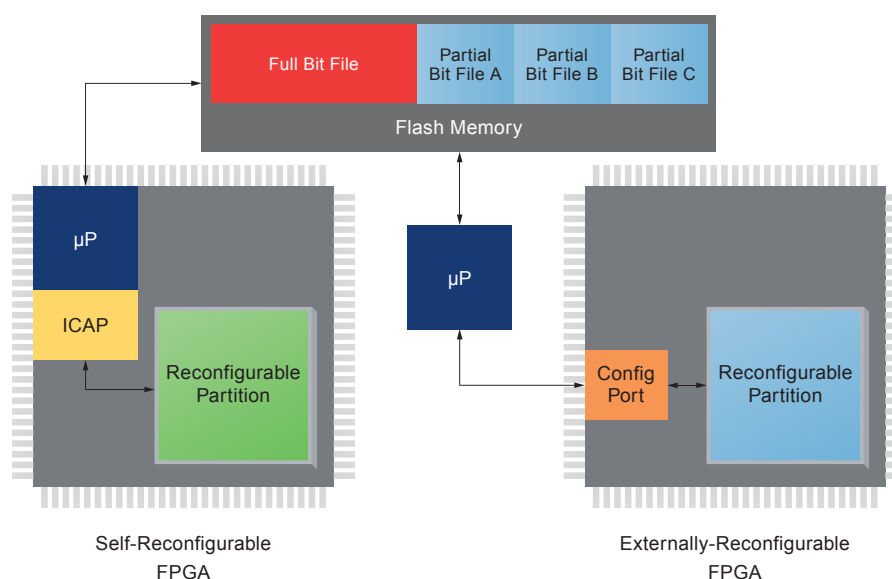 Full Bit File
Partial
Bit File A
Partial
Bit File B
Partial
Bit File C
Flash Memory
µP
ICAP
Reconfigurable
Partition
µP
Config
Port
Reconfigurable
Partition
Self-Reconfigurable
FPGA
Externally-Reconfigurable
FPGA